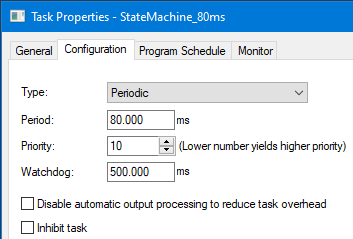 Task Properties - StateMachine_80ms
General Configuration Program Schedule Monitor
Type: Periodic
Period: 80.000 ms
Priority: 10 (Lower number yields higher priority)
Watchdog: 500.000 ms
Disable automatic output processing to reduce task overhead
Inhibit task